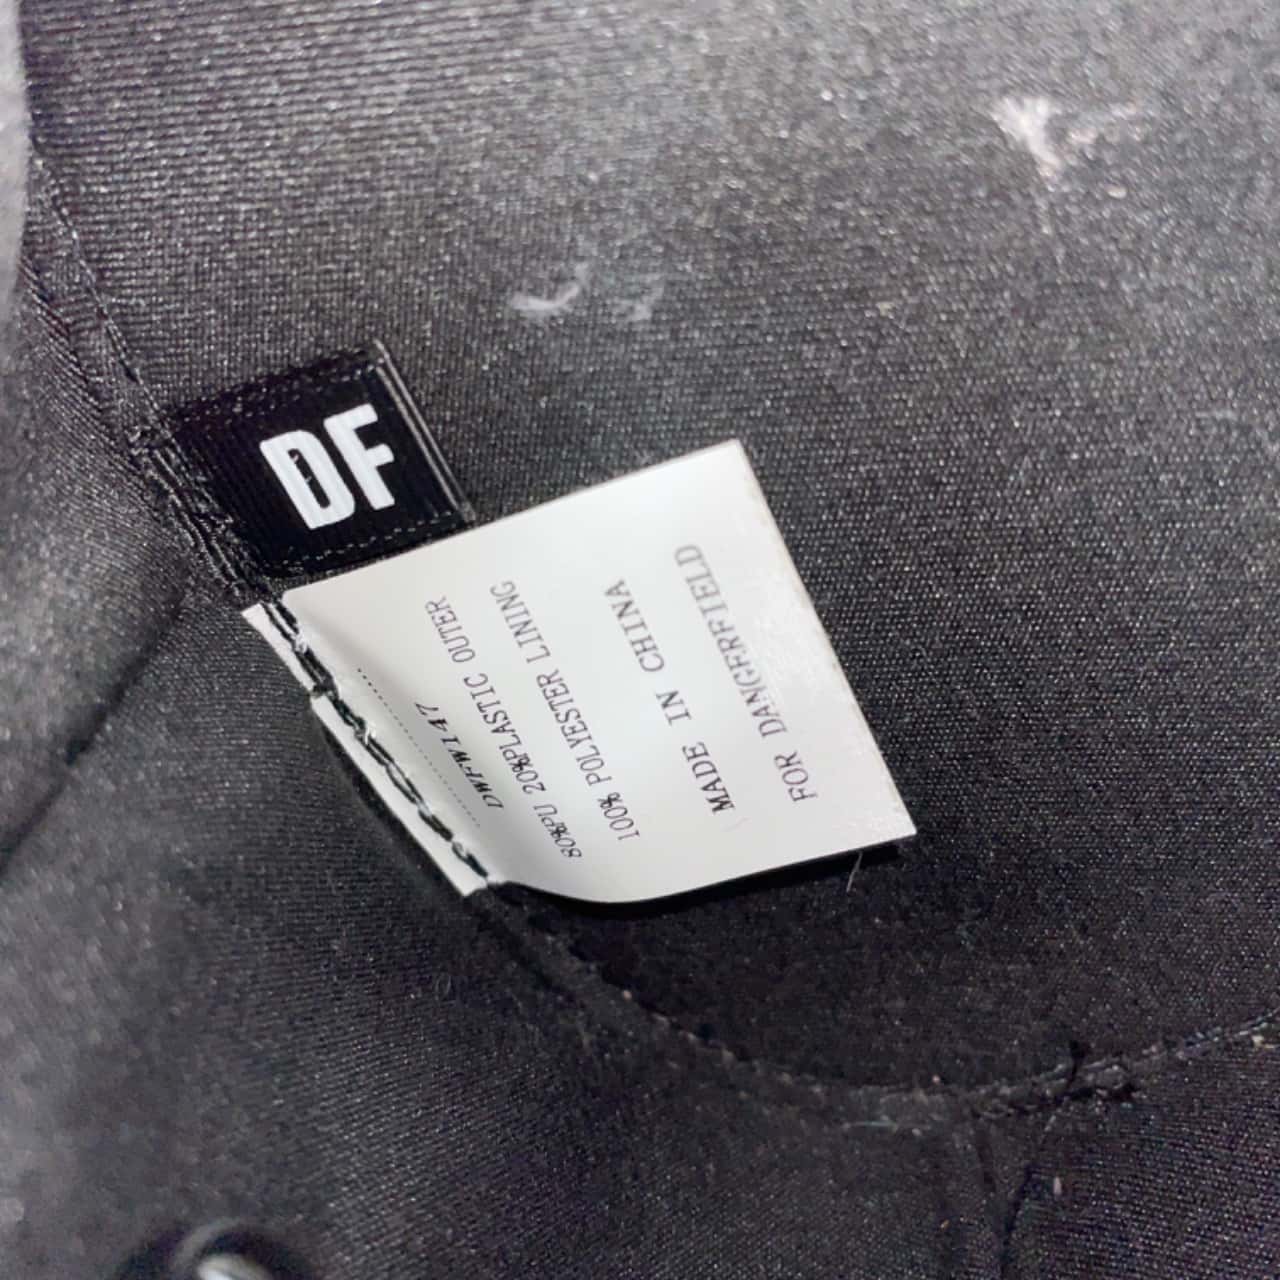 DF
DWFW147
80%PU 20%PLASTIC OUTER
100% POLYESTER LINING
MADE IN CHINA
FOR DANGERFIELD